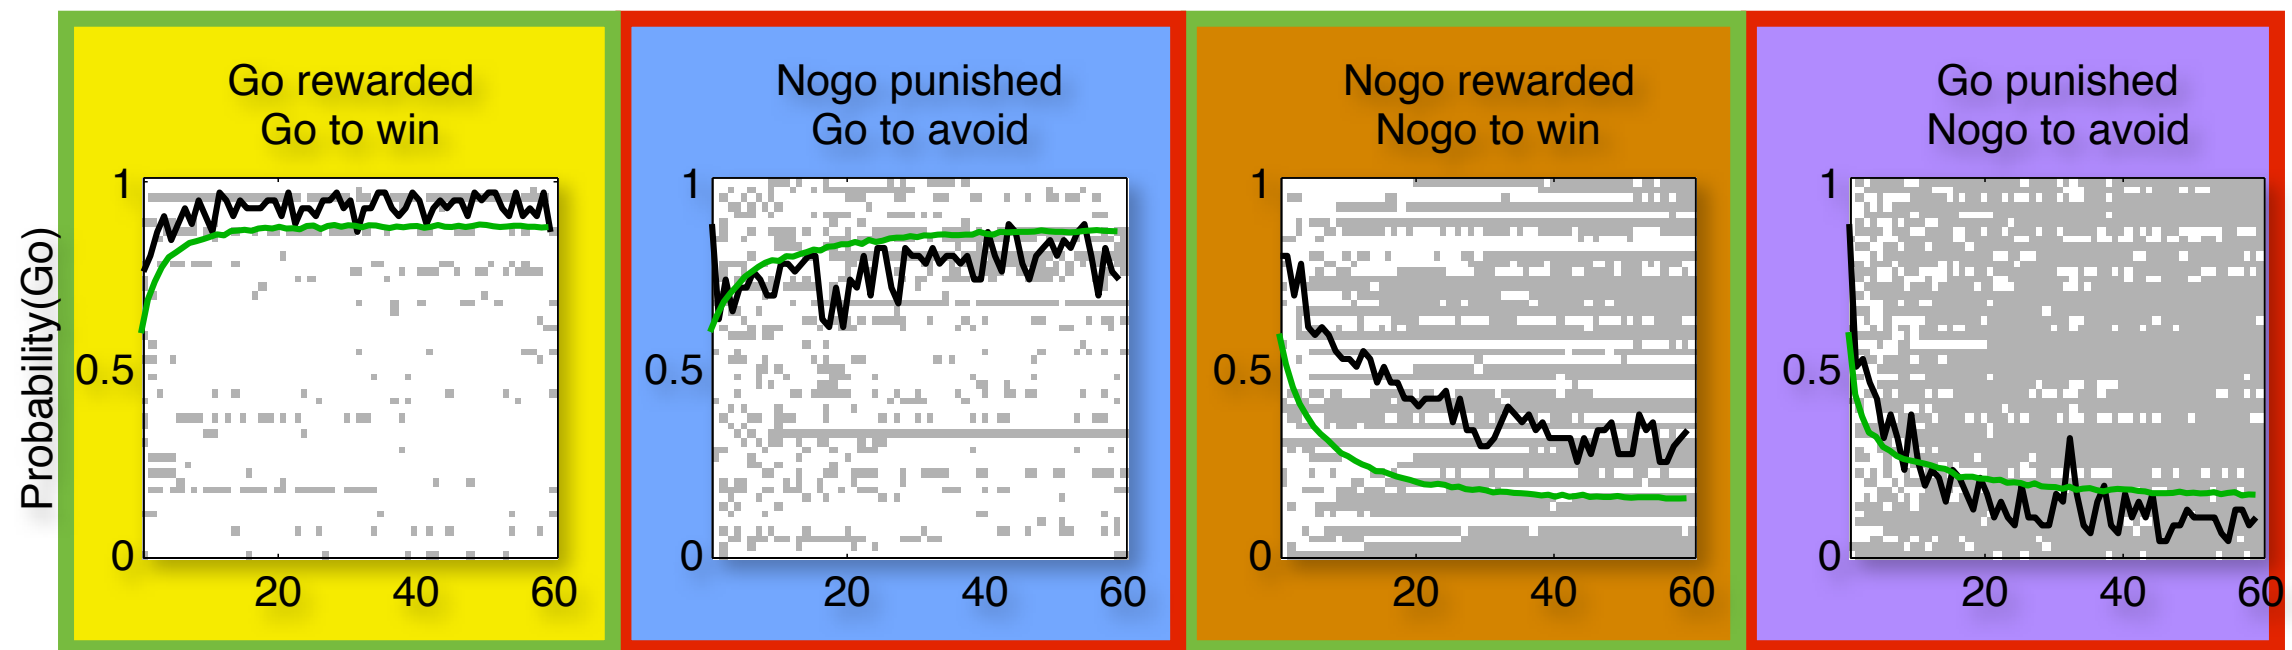 Probability(Go)
Go rewarded
Go to win
1
0.5
0
20 40 60
Nogo punished
Go to avoid
1
0.5
0
20 40 60
Nogo rewarded
Nogo to win
1
0.5
0
20 40 60
Go punished
Nogo to avoid
1
0.5
0
20 40 60